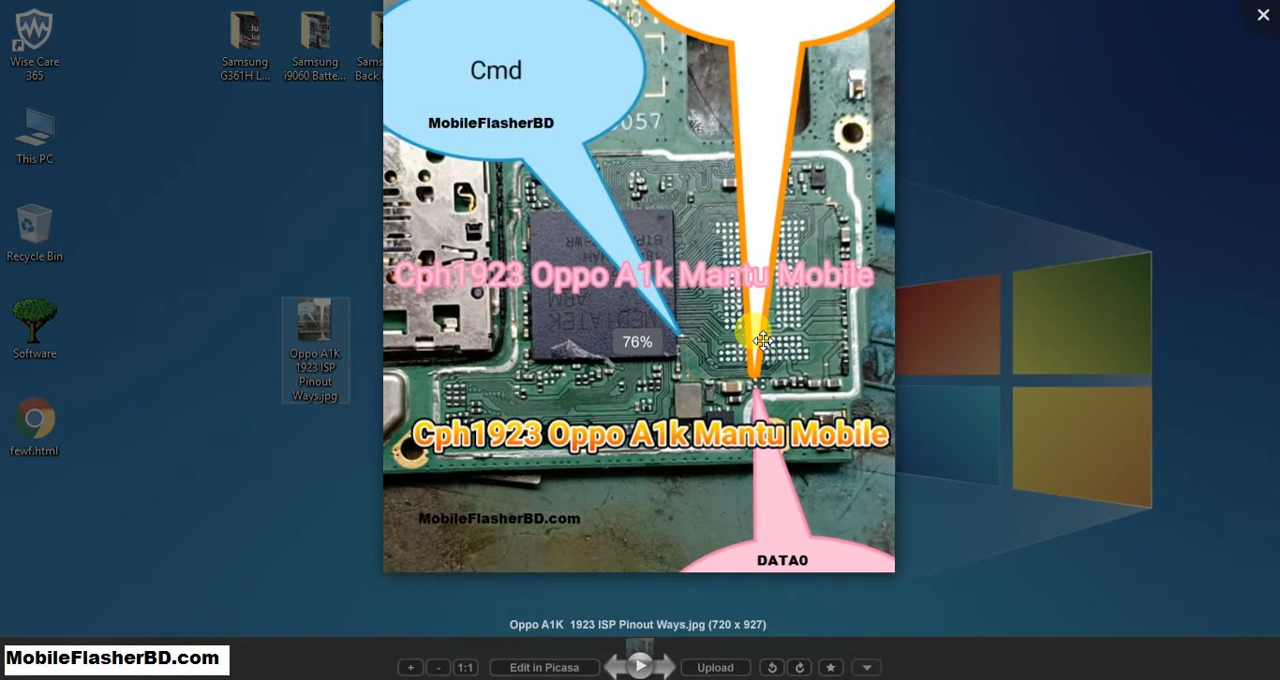 Wise Care
365
Samsung
G361H L...
Samsung
i9060 Batte...
Sams
Back
This PC
Recycle Bin
Software
Oppo A1K
1923 ISP
Pinout
Ways.jpg
fewf.html
Cmd
MobileFlasherBD
057
Cph1923 Oppo A1k Mantu Mobile
MEDIATEK
ARM
76%
Cph1923 Oppo A1k Mantu Mobile
MobileFlasherBD.com
DATA0
Oppo A1K 1923 ISP Pinout Ways.jpg (720 x 927)
MobileFlasherBD.com
+
-
1:1
Edit in Picasa
Upload